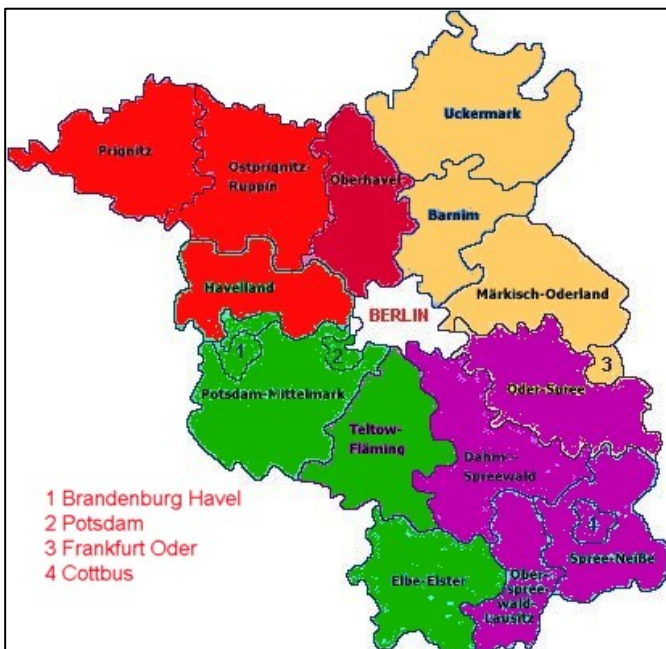 Uckermark
Prignitz
Ostprignitz-
Ruppin
Oberhavel
Barnim
Havelland
BERLIN
Märkisch-Oderland
1
2
3
Potsdam-Mittelmark
Oder-Spree
Teltow-
Fläming
Dahm-
Spreewald
1 Brandenburg Havel
2 Potsdam
3 Frankfurt Oder
4 Cottbus
4
Spree-Neiße
Elbe-Elster
Ober-
spree-
wald-
Lausitz